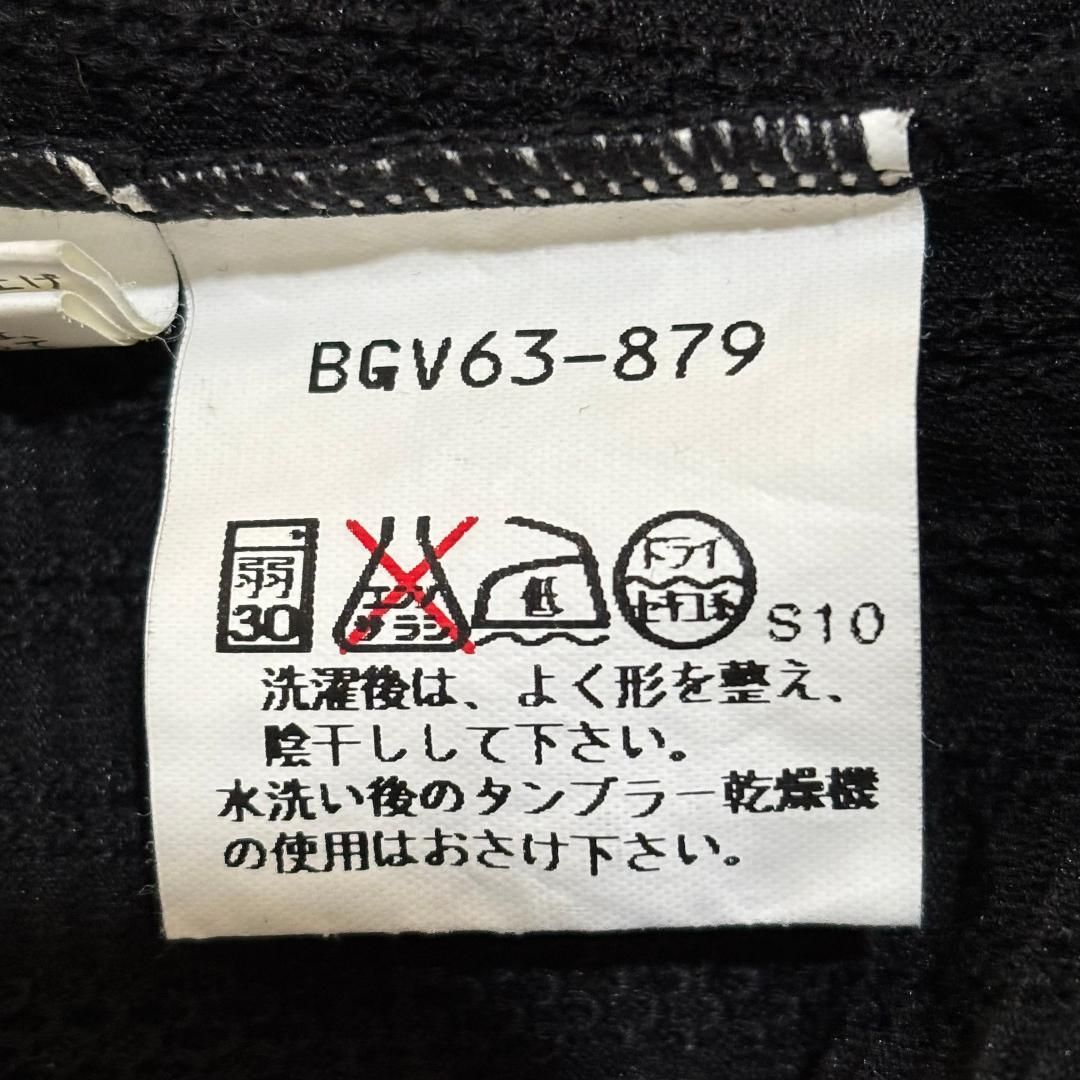 上げ
BGV63-879
弱
30
エンソ
サラシ
低
ドライ
セキユ系
S10
洗濯後は、よく形を整え、
陰干ししして下さい。
水洗い後のタンブラー乾燥機
の使用はおさけ下さい。